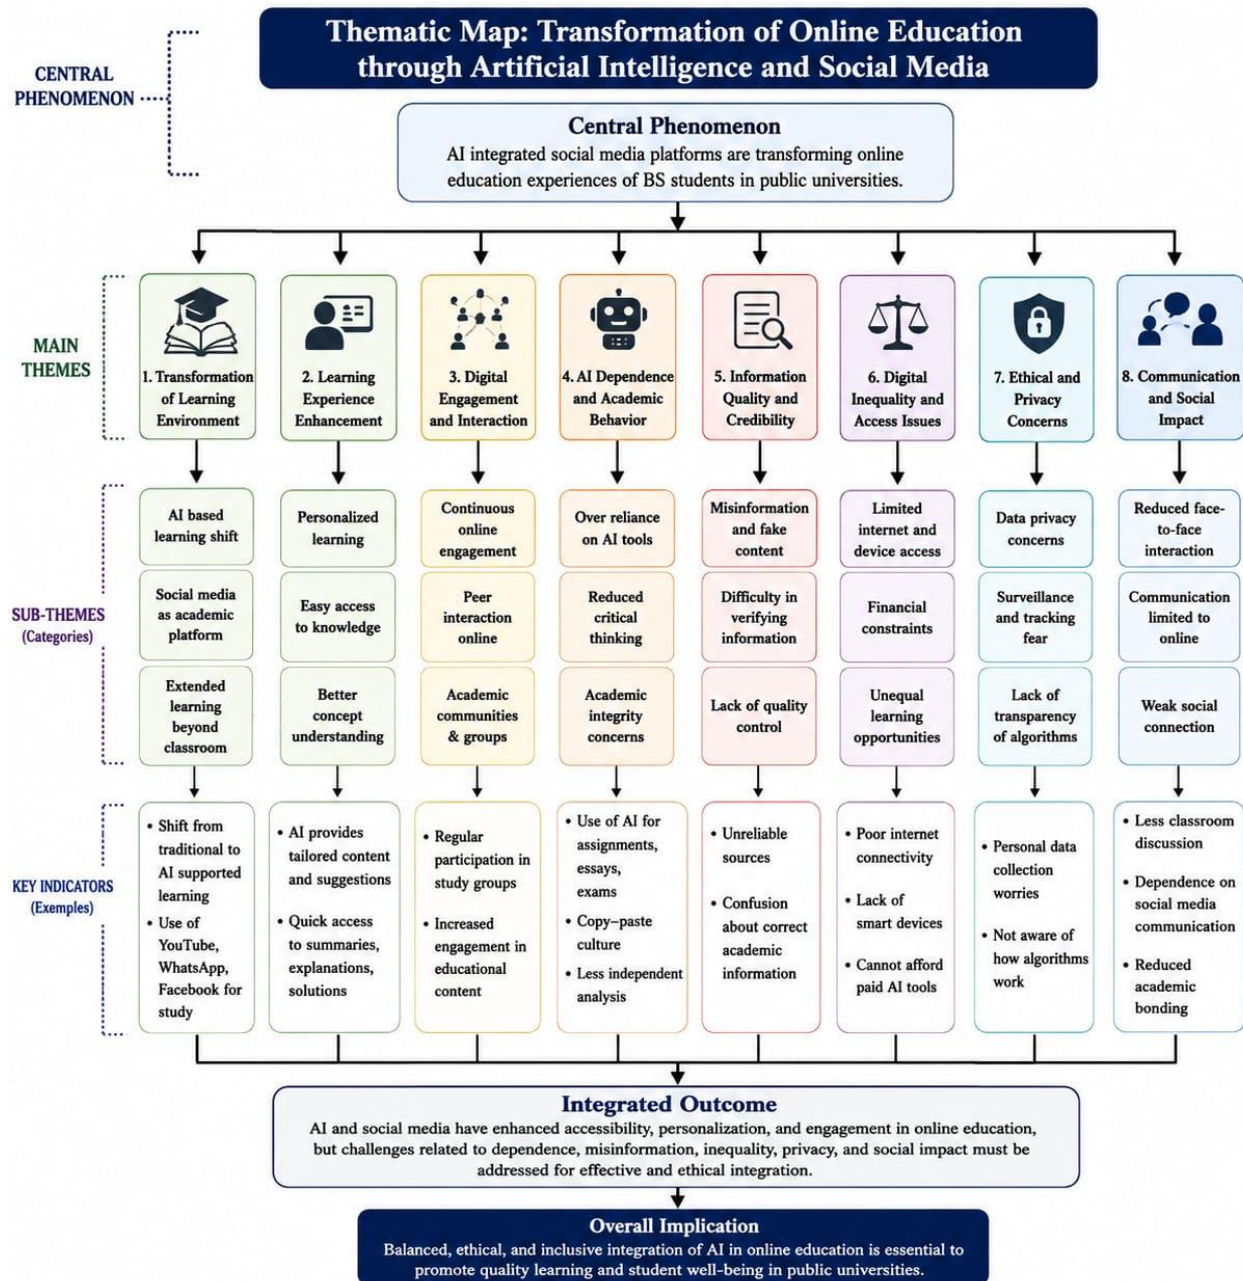 Thematic Map: Transformation of Online Education
through Artificial Intelligence and Social Media
CENTRAL
PHENOMENON
Central Phenomenon
AI integrated social media platforms are transforming online
education experiences of BS students in public universities.
MAIN
THEMES
1. Transformation
of Learning
Environment
2. Learning
Experience
Enhancement
3. Digital
Engagement
and Interaction
4. AI Dependence
and Academic
Behavior
5. Information
Quality and
Credibility
6. Digital
Inequality and
Access Issues
7. Ethical and
Privacy
Concerns
8. Communication
and Social
Impact
SUB-THEMES
(Categories)
AI based
learning shift
Social media
as academic
platform
Extended
learning
beyond
classroom
Personalized
learning
Easy access
to knowledge
Better
concept
understanding
Continuous
online
engagement
Peer
interaction
online
Academic
communities
& groups
Over reliance
on AI tools
Reduced
critical
thinking
Academic
integrity
concerns
Misinformation
and fake
content
Difficulty in
verifying
information
Lack of quality
control
Limited
internet and
device access
Financial
constraints
Unequal
learning
opportunities
Data privacy
concerns
Surveillance
and tracking
fear
Lack of
transparency
of algorithms
Reduced face-
to-face
interaction
Communication
limited to
online
Weak social
connection
KEY INDICATORS
(Exemples)
• Shift from
traditional to
AI supported
learning
• Use of
YouTube,
WhatsApp,
Facebook for
study
• AI provides
tailored content
and suggestions
• Quick access
to summaries,
explanations,
solutions
• Regular
participation in
study groups
• Increased
engagement in
educational
content
• Use of AI for
assignments,
essays,
exams
• Copy–paste
culture
• Less independent
analysis
• Unreliable
sources
• Confusion
about correct
academic
information
• Poor internet
connectivity
• Lack of
smart devices
• Cannot afford
paid AI tools
• Personal data
collection
worries
• Not aware of
how algorithms
work
• Less classroom
discussion
• Dependence on
social media
communication
• Reduced
academic
bonding
Integrated Outcome
AI and social media have enhanced accessibility, personalization, and engagement in online education,
but challenges related to dependence, misinformation, inequality, privacy, and social impact must be
addressed for effective and ethical integration.
Overall Implication
Balanced, ethical, and inclusive integration of AI in online education is essential to
promote quality learning and student well-being in public universities.